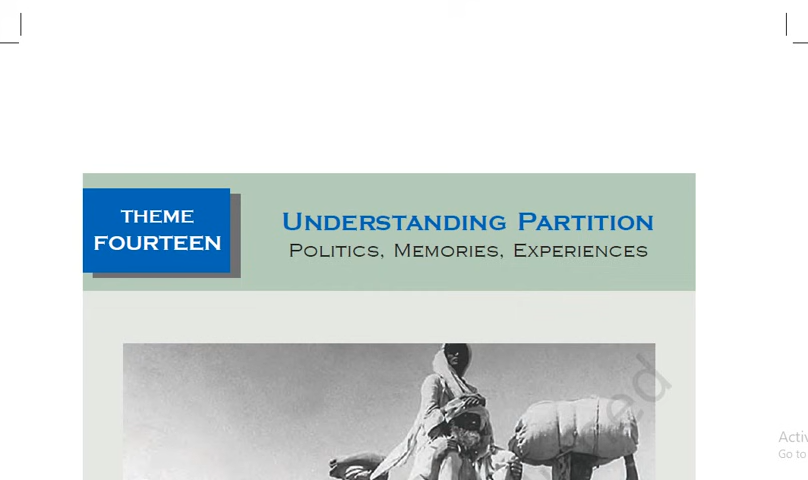 THEME
FOURTEEN
UNDERSTANDING PARTITION
POLITICS, MEMORIES, EXPERIENCES